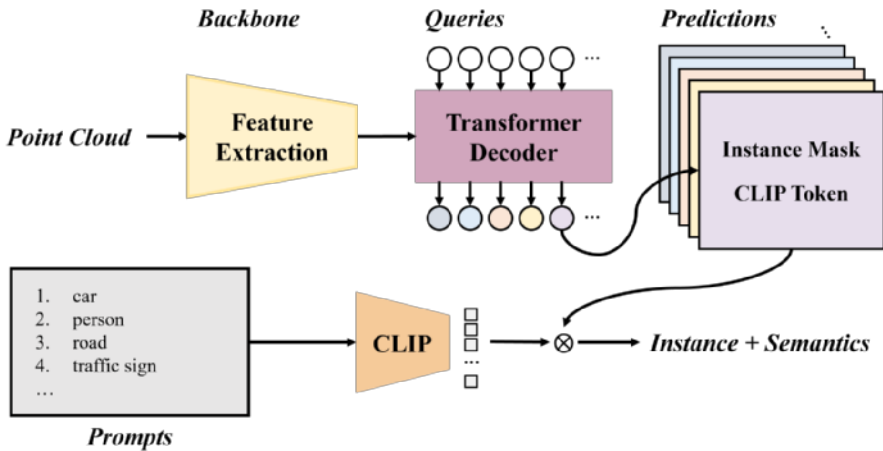 Backbone
Queries
Predictions
Point Cloud
Feature
Extraction
Transformer
Decoder
...
...
Instance Mask
CLIP Token
1. car
2. person
3. road
4. traffic sign
...
CLIP
...
Instance + Semantics
Prompts